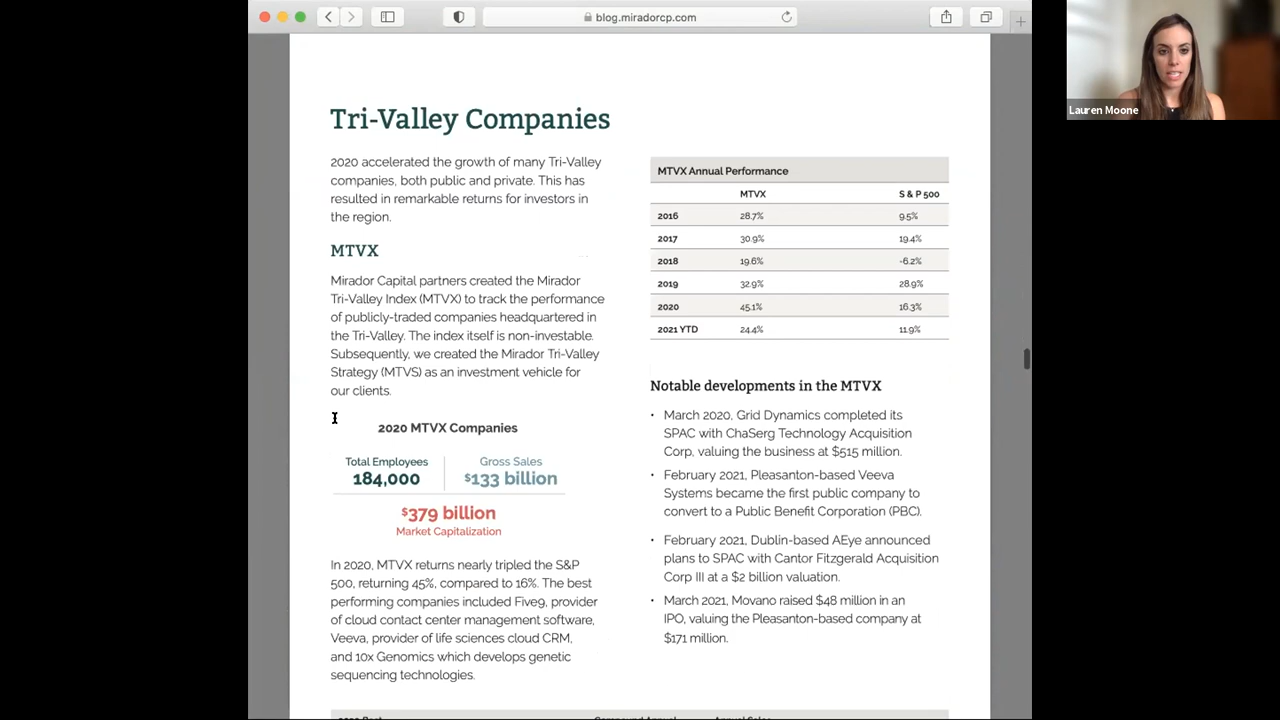 blog.miradorcp.com
Lauren Moone
Tri-Valley Companies
2020 accelerated the growth of many Tri-Valley
companies, both public and private. This has
resulted in remarkable returns for investors in
the region.
MTVX
Mirador Capital partners created the Mirador
Tri-Valley Index (MTVX) to track the performance
of publicly-traded companies headquartered in
the Tri-Valley. The index itself is non-investable.
Subsequently, we created the Mirador Tri-Valley
Strategy (MTVS) as an investment vehicle for
our clients.
2020 MTVX Companies
Total Employees Gross Sales
184,000 $133 billion
$379 billion
Market Capitalization
In 2020, MTVX returns nearly tripled the S&P
500, returning 45%, compared to 16%. The best
performing companies included Five9, provider
of cloud contact center management software,
Veeva, provider of life sciences cloud CRM,
and 10x Genomics which develops genetic
sequencing technologies.
MTVX Annual Performance
MTVX S & P 500
2016 28.7% 9.5%
2017 30.9% 19.4%
2018 19.6% -6.2%
2019 32.9% 28.9%
2020 45.1% 16.3%
2021 YTD 24.4% 11.9%
Notable developments in the MTVX
• March 2020, Grid Dynamics completed its
SPAC with ChaSerg Technology Acquisition
Corp, valuing the business at $515 million.
• February 2021, Pleasanton-based Veeva
Systems became the first public company to
convert to a Public Benefit Corporation (PBC).
• February 2021, Dublin-based AEye announced
plans to SPAC with Cantor Fitzgerald Acquisition
Corp III at a $2 billion valuation.
• March 2021, Movano raised $48 million in an
IPO, valuing the Pleasanton-based company at
$171 million.